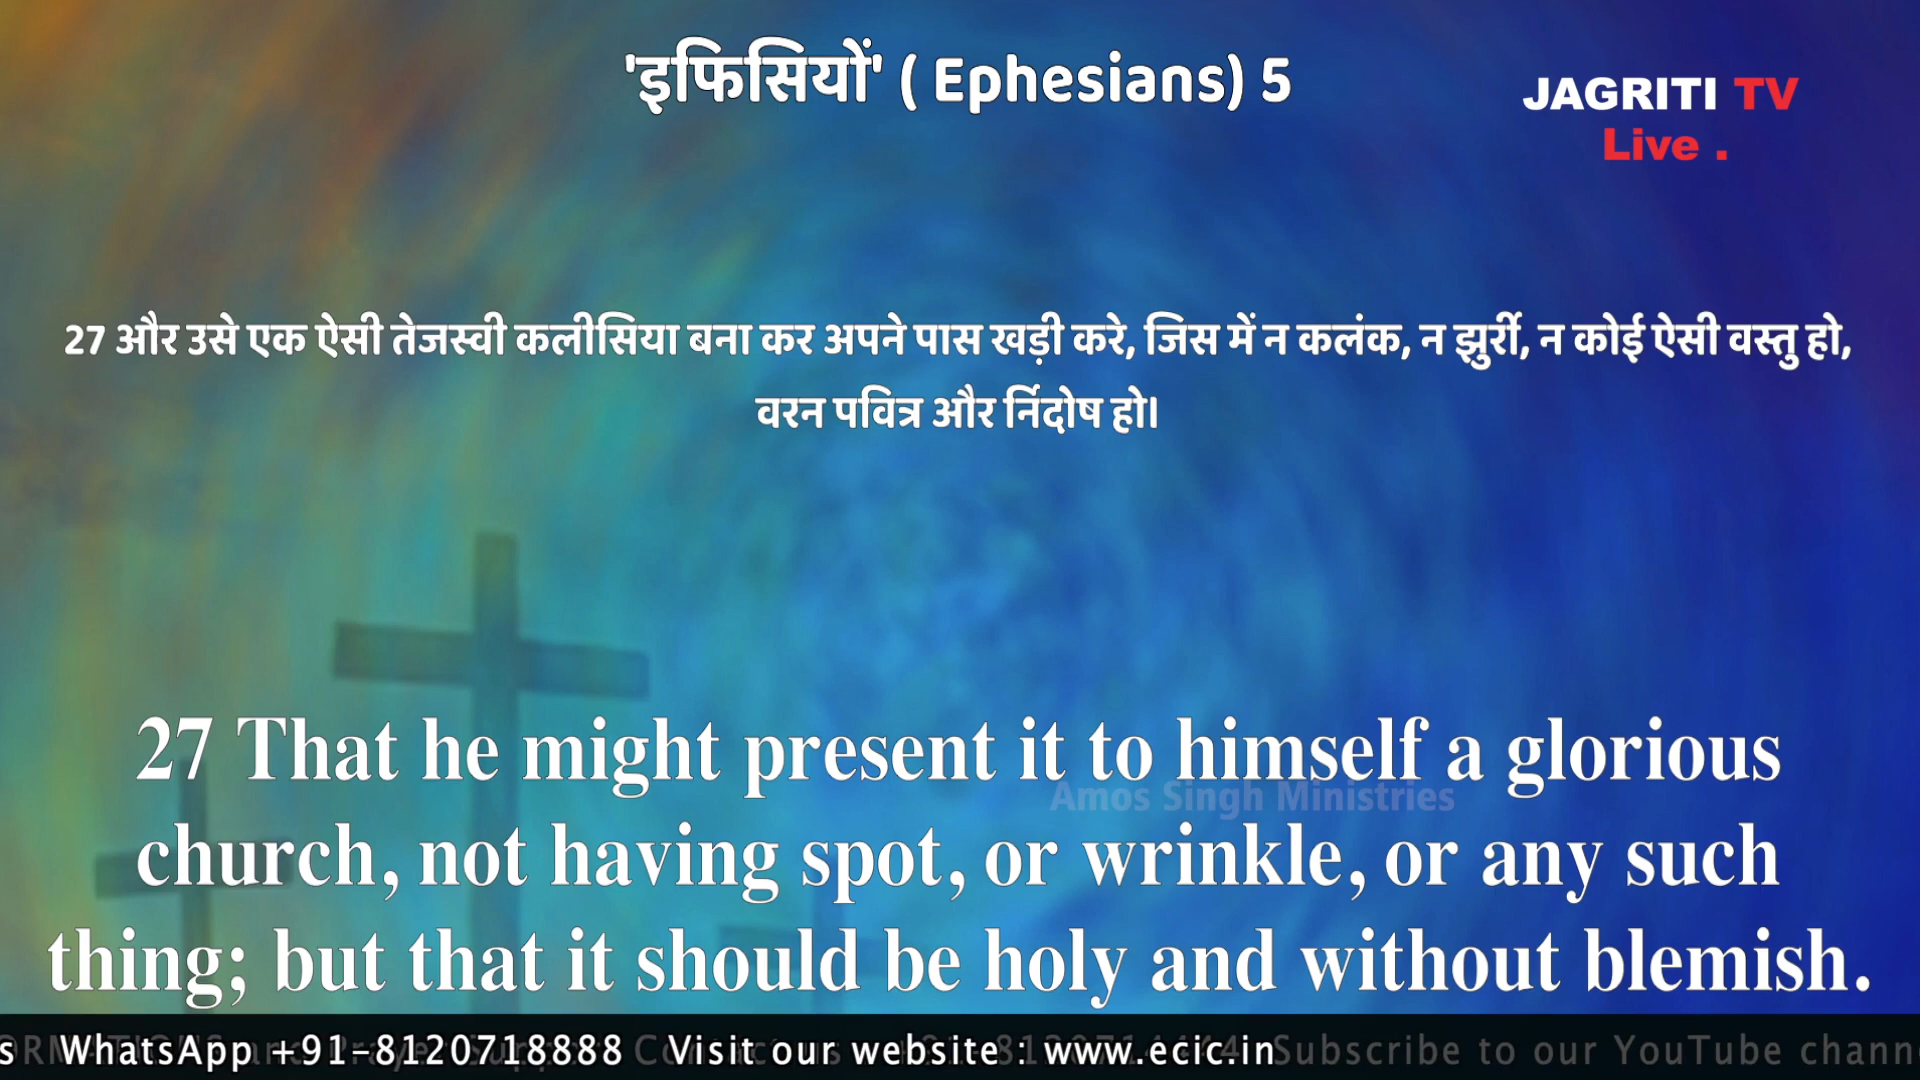 'इफिसियों' ( Ephesians) 5
JAGRITI TV
Live .
27 और उसे एक ऐसी तेजस्वी कलीसिया बना कर अपने पास खड़ी करे, जिस में न कलंक, न झुर्री, न कोई ऐसी वस्तु हो,
वरन पवित्र और निर्दोष हो।
27 That he might present it to himself a glorious
Amos Singh Ministries
church, not having spot, or wrinkle, or any such
thing; but that it should be holy and without blemish.
WhatsApp +91-8120718888 Visit our website : www.ecic.in Subscribe to our YouTube